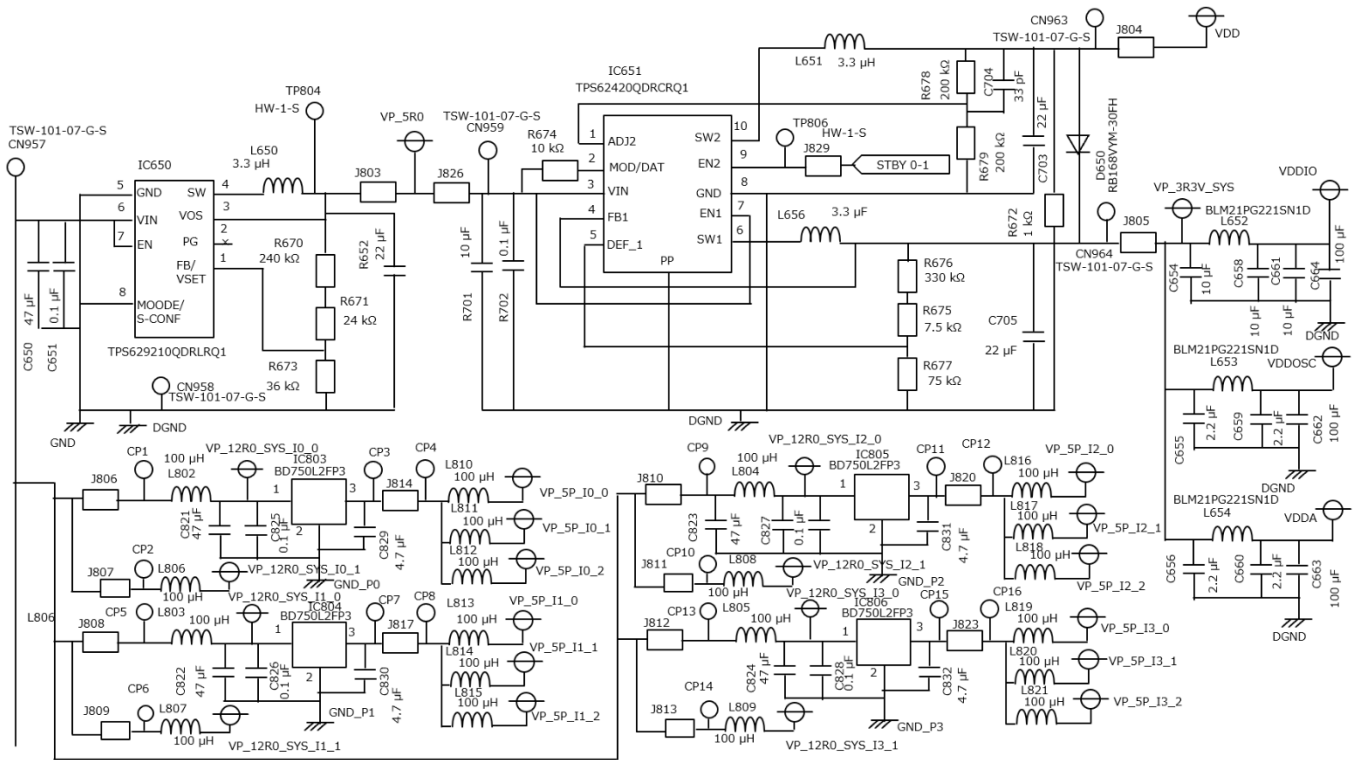 CN963
TSW-101-07-G-S
J804
VDD
L651
3.3 µH
R678
200 kΩ
C704
33 pF
IC651
TPS62420QDRCRQ1
TP804
HW-1-S
VP_5R0
TSW-101-07-G-S
CN959
R674
10 kΩ
1
ADJ2
2
MOD/DAT
3
VIN
4
FB1
5
DEF_1
PP
10
SW2
9
EN2
8
GND
7
EN1
6
SW1
TP806
HW-1-S
J829
STBY 0-1
R679
200 kΩ
22 µF
C703
D650
RB168VYM-30FH
R672
1 kΩ
TSW-101-07-G-S
CN957
IC650
L650
3.3 µH
J803
J826
5
GND
6
VIN
7
EN
8
MOODE/
S-CONF
4
SW
3
VOS
2
PG
1
FB/
VSET
TPS629210QDRLRQ1
47 µF
C650
0.1 µF
C651
R670
240 kΩ
R671
24 kΩ
R673
36 kΩ
R652
22 µF
10 µF
R701
0.1 µF
R702
L656
3.3 µF
R676
330 kΩ
R675
7.5 kΩ
R677
75 kΩ
C705
22 µF
CN964
TSW-101-07-G-S
J805
VP_3R3V_SYS
BLM21PG221SN1D
L652
VDDIO
C654
10 µF
C658
10 µF
C661
10 µF
C664
100 µF
DGND
BLM21PG221SN1D
L653
VDDOSC
C655
2.2 µF
C659
2.2 µF
C662
100 µF
DGND
BLM21PG221SN1D
L654
VDDA
C656
2.2 µF
C660
2.2 µF
C663
100 µF
DGND
CN958
TSW-101-07-G-S
GND
DGND
DGND
L806
CP1
100 µH
L802
J806
VP_12R0_SYS_I0_0
IC803
BD750L2FP3
1
2
3
CP3
CP4
J814
L810
100 µH
VP_5P_I0_0
L811
100 µH
VP_5P_I0_1
L812
100 µH
VP_5P_I0_2
C821
47 µF
C825
0.1 µF
C829
4.7 µF
CP2
J807
L806
100 µH
VP_12R0_SYS_I0_1
GND_P0
CP5
L803
J808
100 µH
VP_12R0_SYS_I1_0
IC804
BD750L2FP3
1
2
3
CP7
CP8
J817
L813
100 µH
VP_5P_I1_0
L814
100 µH
VP_5P_I1_1
L815
100 µH
VP_5P_I1_2
C822
47 µF
C826
0.1 µF
C830
4.7 µF
CP6
J809
L807
100 µH
VP_12R0_SYS_I1_1
GND_P1
CP9
J810
L804
100 µH
VP_12R0_SYS_I2_0
IC805
BD750L2FP3
1
2
3
CP11
CP12
J820
L816
100 µH
VP_5P_I2_0
L817
100 µH
VP_5P_I2_1
L818
100 µH
VP_5P_I2_2
C823
47 µF
C827
0.1 µF
C831
4.7 µF
CP10
J811
L808
100 µH
VP_12R0_SYS_I2_1
GND_P2
CP13
J812
L805
100 µH
VP_12R0_SYS_I3_0
IC806
BD750L2FP3
1
2
3
CP15
CP16
J823
L819
100 µH
VP_5P_I3_0
L820
100 µH
VP_5P_I3_1
L821
100 µH
VP_5P_I3_2
C824
47 µF
C828
0.1 µF
C832
4.7 µF
CP14
J813
L809
100 µH
VP_12R0_SYS_I3_1
GND_P3